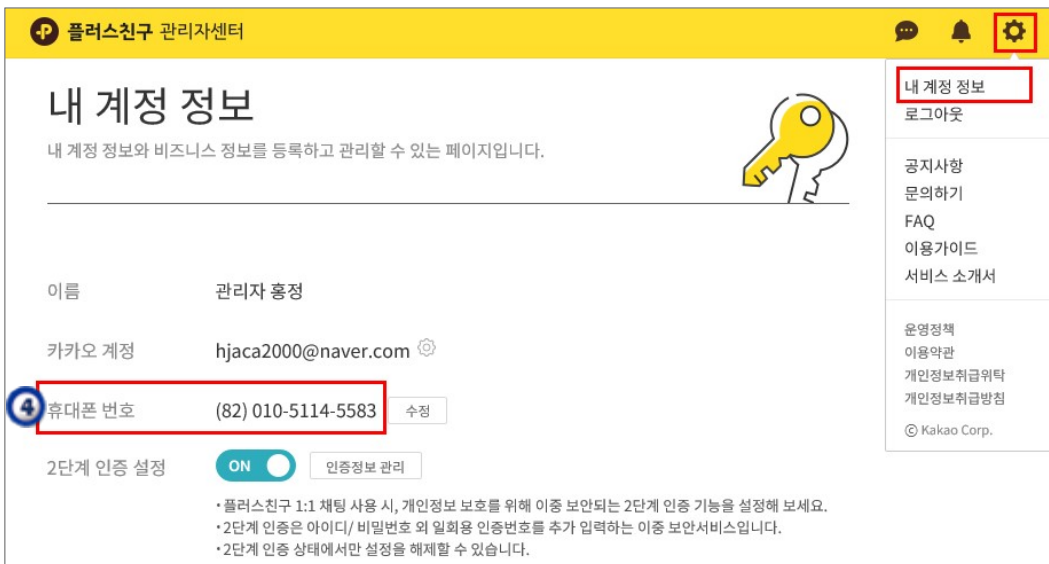 플러스친구 관리자센터
내 계정 정보
내 계정 정보와 비즈니스 정보를 등록하고 관리할 수 있는 페이지입니다.
이름 관리자 홍정
카카오 계정 hjaca2000@naver.com
4 휴대폰 번호 (82) 010-5114-5583 수정
2단계 인증 설정 ON 인증정보 관리
• 플러스친구 1:1 채팅 사용 시, 개인정보 보호를 위해 이중 보안되는 2단계 인증 기능을 설정해 보세요.
• 2단계 인증은 아이디/ 비밀번호 외 일회용 인증번호를 추가 입력하는 이중 보안서비스입니다.
• 2단계 인증 상태에서만 설정을 해제할 수 있습니다.
내 계정 정보
로그아웃
공지사항
문의하기
FAQ
이용가이드
서비스 소개서
운영정책
이용약관
개인정보취급위탁
개인정보취급방침
ⓒ Kakao Corp.